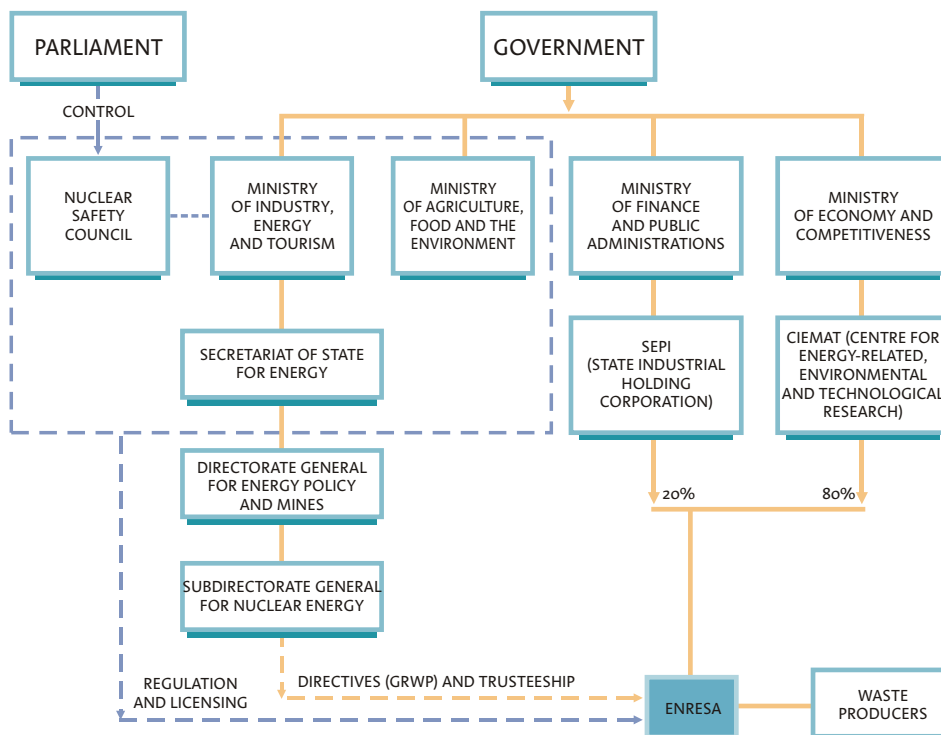 PARLIAMENT
GOVERNMENT
CONTROL
NUCLEAR
SAFETY
COUNCIL
MINISTRY
OF INDUSTRY,
ENERGY
AND TOURISM
MINISTRY
OF AGRICULTURE,
FOOD AND THE
ENVIRONMENT
MINISTRY
OF FINANCE
AND PUBLIC
ADMINISTRATIONS
MINISTRY
OF ECONOMY AND
COMPETITIVENESS
SECRETARIAT OF STATE
FOR ENERGY
SEPI
(STATE INDUSTRIAL
HOLDING
CORPORATION)
CIEMAT (CENTRE FOR
ENERGY-RELATED,
ENVIRONMENTAL
AND TECHNOLOGICAL
RESEARCH)
DIRECTORATE GENERAL
FOR ENERGY POLICY
AND MINES
20%
80%
SUBDIRECTORATE GENERAL
FOR NUCLEAR ENERGY
REGULATION
AND LICENSING
DIRECTIVES (GRWP) AND TRUSTEESHIP
ENRESA
WASTE
PRODUCERS